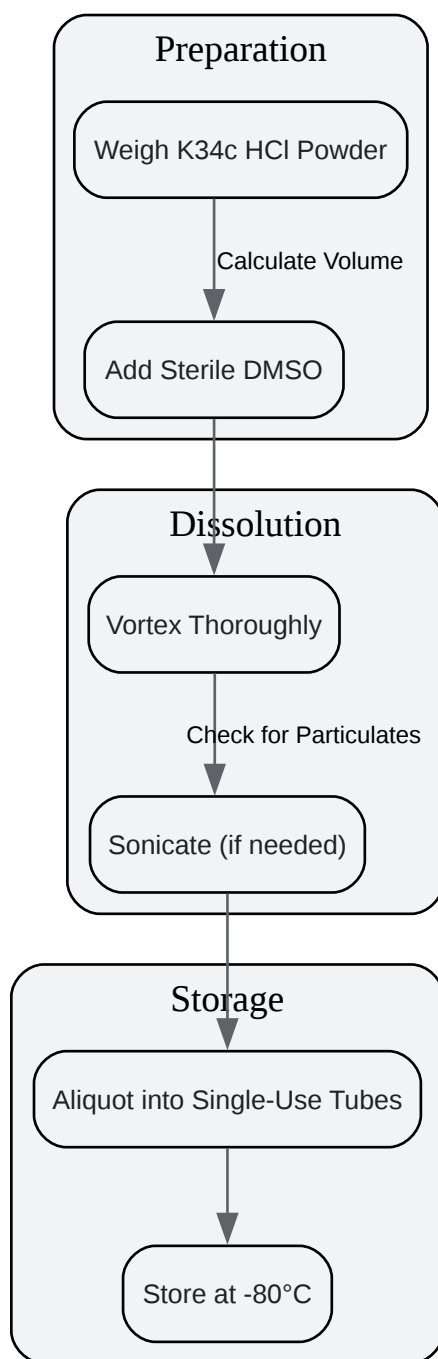 Preparation
Weigh K34c HCl Powder
Calculate Volume
Add Sterile DMSO
Dissolution
Vortex Thoroughly
Check for Particulates
Sonicate (if needed)
Storage
Aliquot into Single-Use Tubes
Store at -80°C